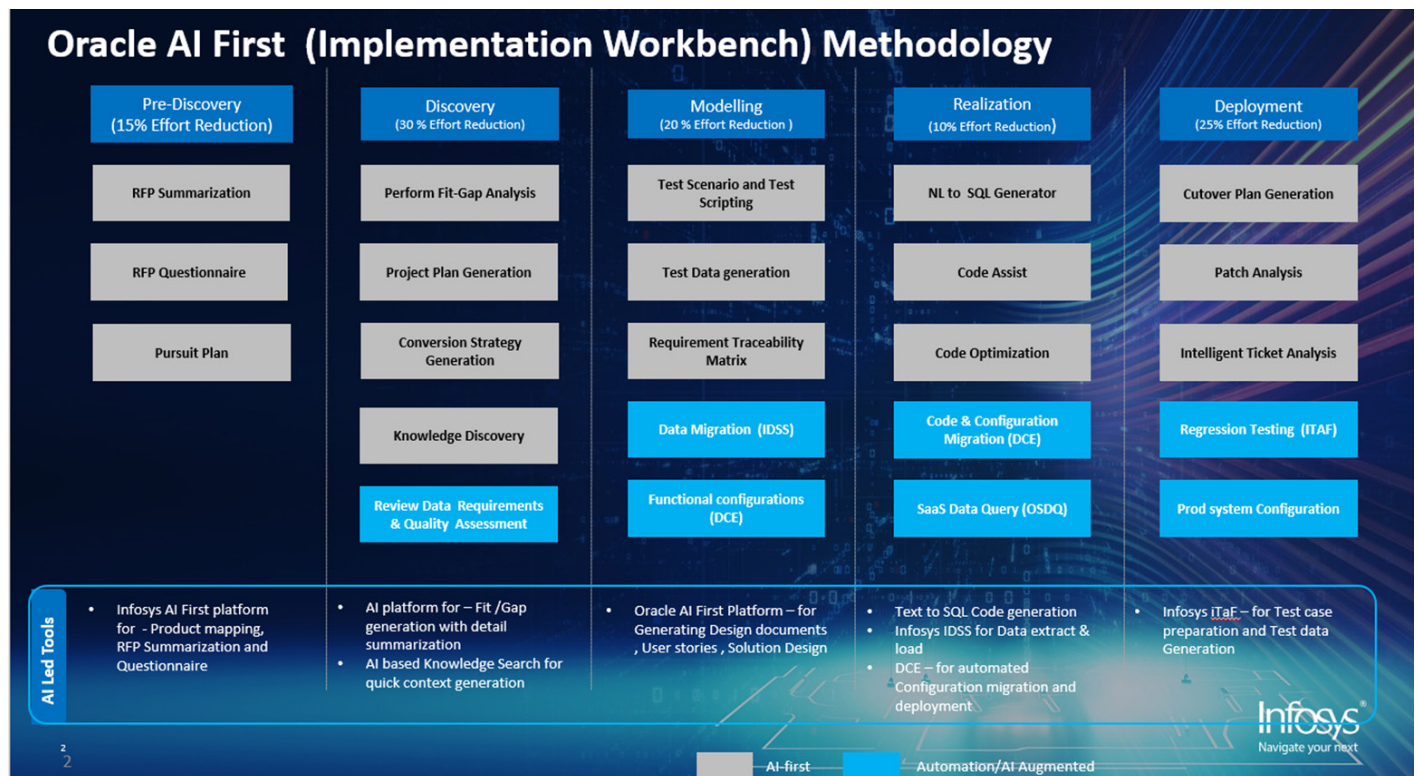 Oracle AI First (Implementation Workbench) Methodology
Pre-Discovery
(15% Effort Reduction)
RFP Summarization
RFP Questionnaire
Pursuit Plan
Discovery
(30 % Effort Reduction)
Perform Fit-Gap Analysis
Project Plan Generation
Conversion Strategy
Generation
Knowledge Discovery
Review Data Requirements
& Quality Assessment
Modelling
(20 % Effort Reduction )
Test Scenario and Test
Scripting
Test Data generation
Requirement Traceability
Matrix
Data Migration (IDSS)
Functional configurations
(DCE)
Realization
(10% Effort Reduction)
NL to SQL Generator
Code Assist
Code Optimization
Code & Configuration
Migration (DCE)
SaaS Data Query (OSDQ)
Deployment
(25% Effort Reduction)
Cutover Plan Generation
Patch Analysis
Intelligent Ticket Analysis
Regression Testing (ITAF)
Prod system Configuration
AI Led Tools
• Infosys AI First platform
for - Product mapping,
RFP Summarization and
Questionnaire
• AI platform for – Fit /Gap
generation with detail
summarization
• AI based Knowledge Search for
quick context generation
• Oracle AI First Platform – for
Generating Design documents
, User stories , Solution Design
• Text to SQL Code generation
• Infosys IDSS for Data extract &
load
• DCE – for automated
Configuration migration and
deployment
• Infosys iTaF – for Test case
preparation and Test data
Generation
Infosys®
Navigate your next
2
2
AI-first
Automation/AI Augmented